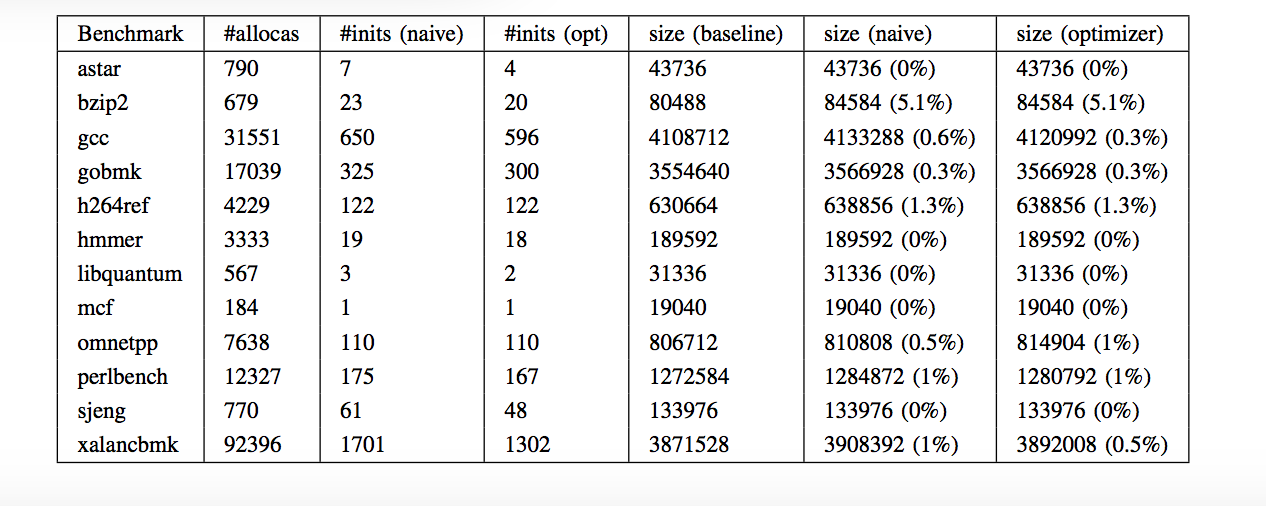 Benchmark #allocas #inits (naive) #inits (opt) size (baseline) size (naive) size (optimizer)
astar 790 7 4 43736 43736 (0%) 43736 (0%)
bzip2 679 23 20 80488 84584 (5.1%) 84584 (5.1%)
gcc 31551 650 596 4108712 4133288 (0.6%) 4120992 (0.3%)
gobmk 17039 325 300 3554640 3566928 (0.3%) 3566928 (0.3%)
h264ref 4229 122 122 630664 638856 (1.3%) 638856 (1.3%)
hmmer 3333 19 18 189592 189592 (0%) 189592 (0%)
libquantum 567 3 2 31336 31336 (0%) 31336 (0%)
mcf 184 1 1 19040 19040 (0%) 19040 (0%)
omnetpp 7638 110 110 806712 810808 (0.5%) 814904 (1%)
perlbench 12327 175 167 1272584 1284872 (1%) 1280792 (1%)
sjeng 770 61 48 133976 133976 (0%) 133976 (0%)
xalancbmk 92396 1701 1302 3871528 3908392 (1%) 3892008 (0.5%)